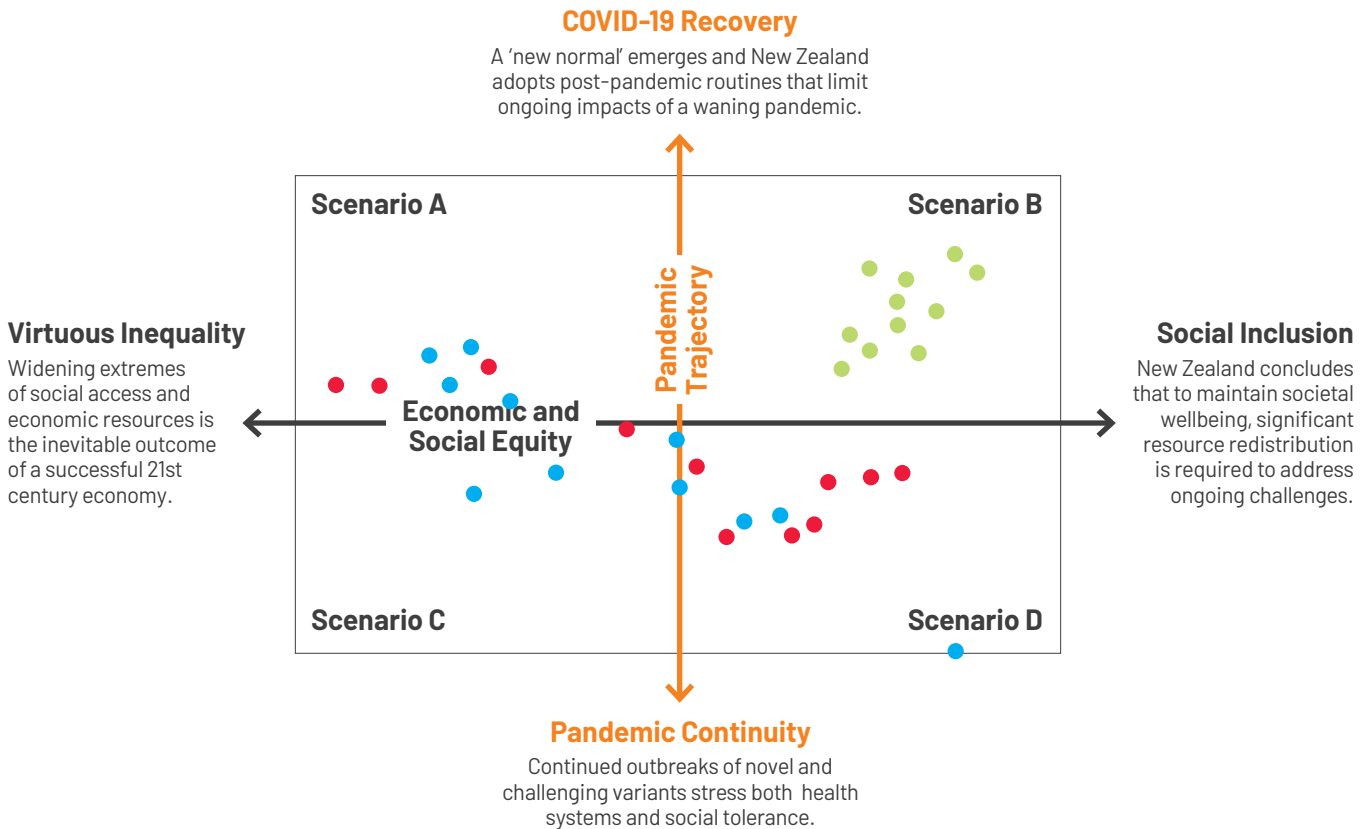 COVID-19 Recovery
A ‘new normal’ emerges and New Zealand
adopts post-pandemic routines that limit
ongoing impacts of a waning pandemic.
Scenario A
Scenario B
Pandemic
Trajectory
Virtuous Inequality
Widening extremes
of social access and
economic resources is
the inevitable outcome
of a successful 21st
century economy.
Economic and
Social Equity
Social Inclusion
New Zealand concludes
that to maintain societal
wellbeing, significant
resource redistribution
is required to address
ongoing challenges.
Scenario C
Scenario D
Pandemic Continuity
Continued outbreaks of novel and
challenging variants stress both health
systems and social tolerance.